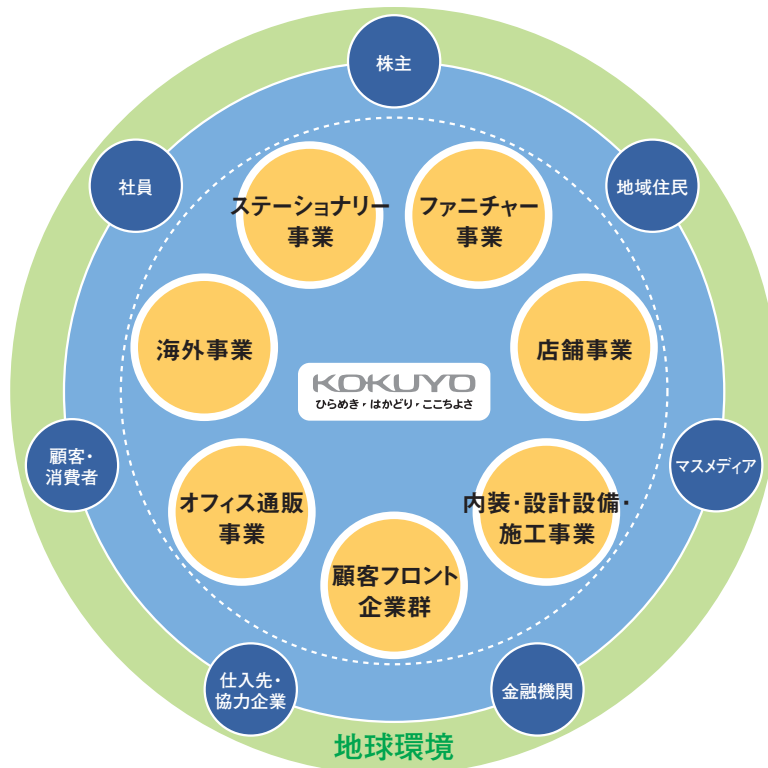 株主
社員
地域住民
ステーショナリー
事業
ファニチャー
事業
海外事業
店舗事業
KOKUYO
ひらめき・はかどり・ここちよさ
顧客・
消費者
マスメディア
オフィス通販
事業
内装・設計設備・
施工事業
顧客フロント
企業群
仕入先・
協力企業
金融機関
地球環境